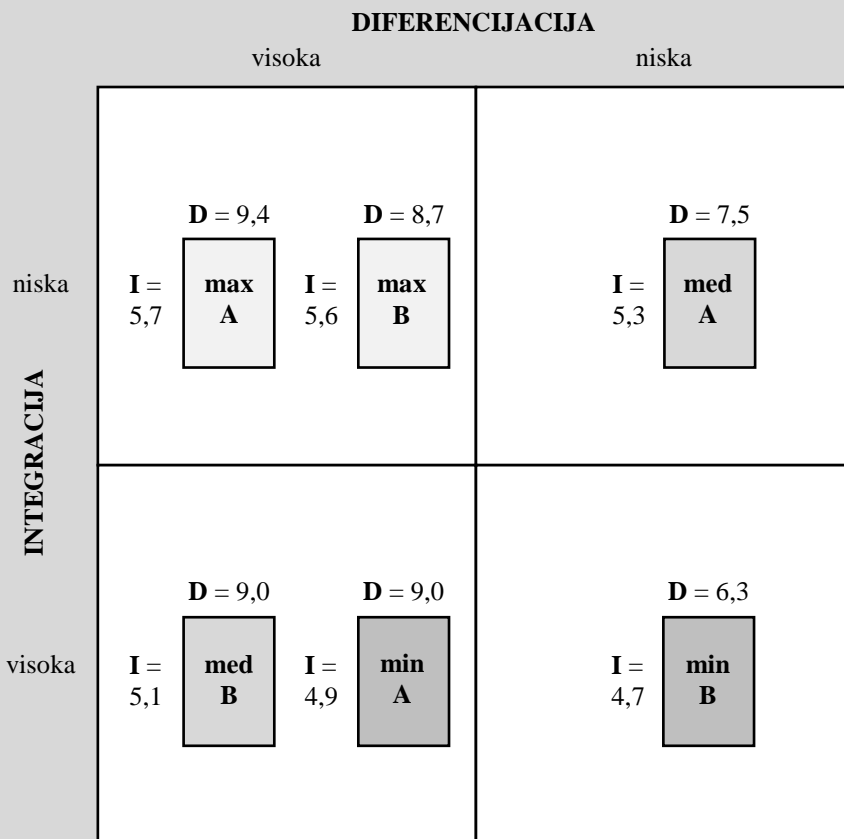 DIFERENCIJACIJA
visoka niska
D = 9,4 D = 8,7 D = 7,5
niska I = max I = max I = med
5,7 A 5,6 B 5,3 A
INTEGRACIJA
D = 9,0 D = 9,0 D = 6,3
visoka I = med I = min I = min
5,1 B 4,9 A 4,7 B